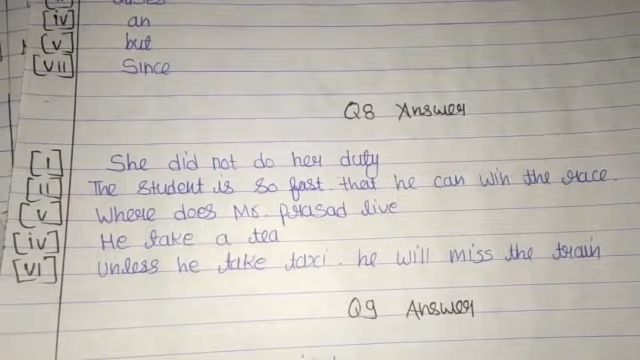 [iv] an
[v] but
[vii] Since
Q8 Answer
[i] She did not do her duty
[ii] The student is so fast that he can win the race.
[v] Where does Ms. prasad live
[iv] He take a tea
[vi] Unless he take taxi. he will miss the train
Q9 Answer